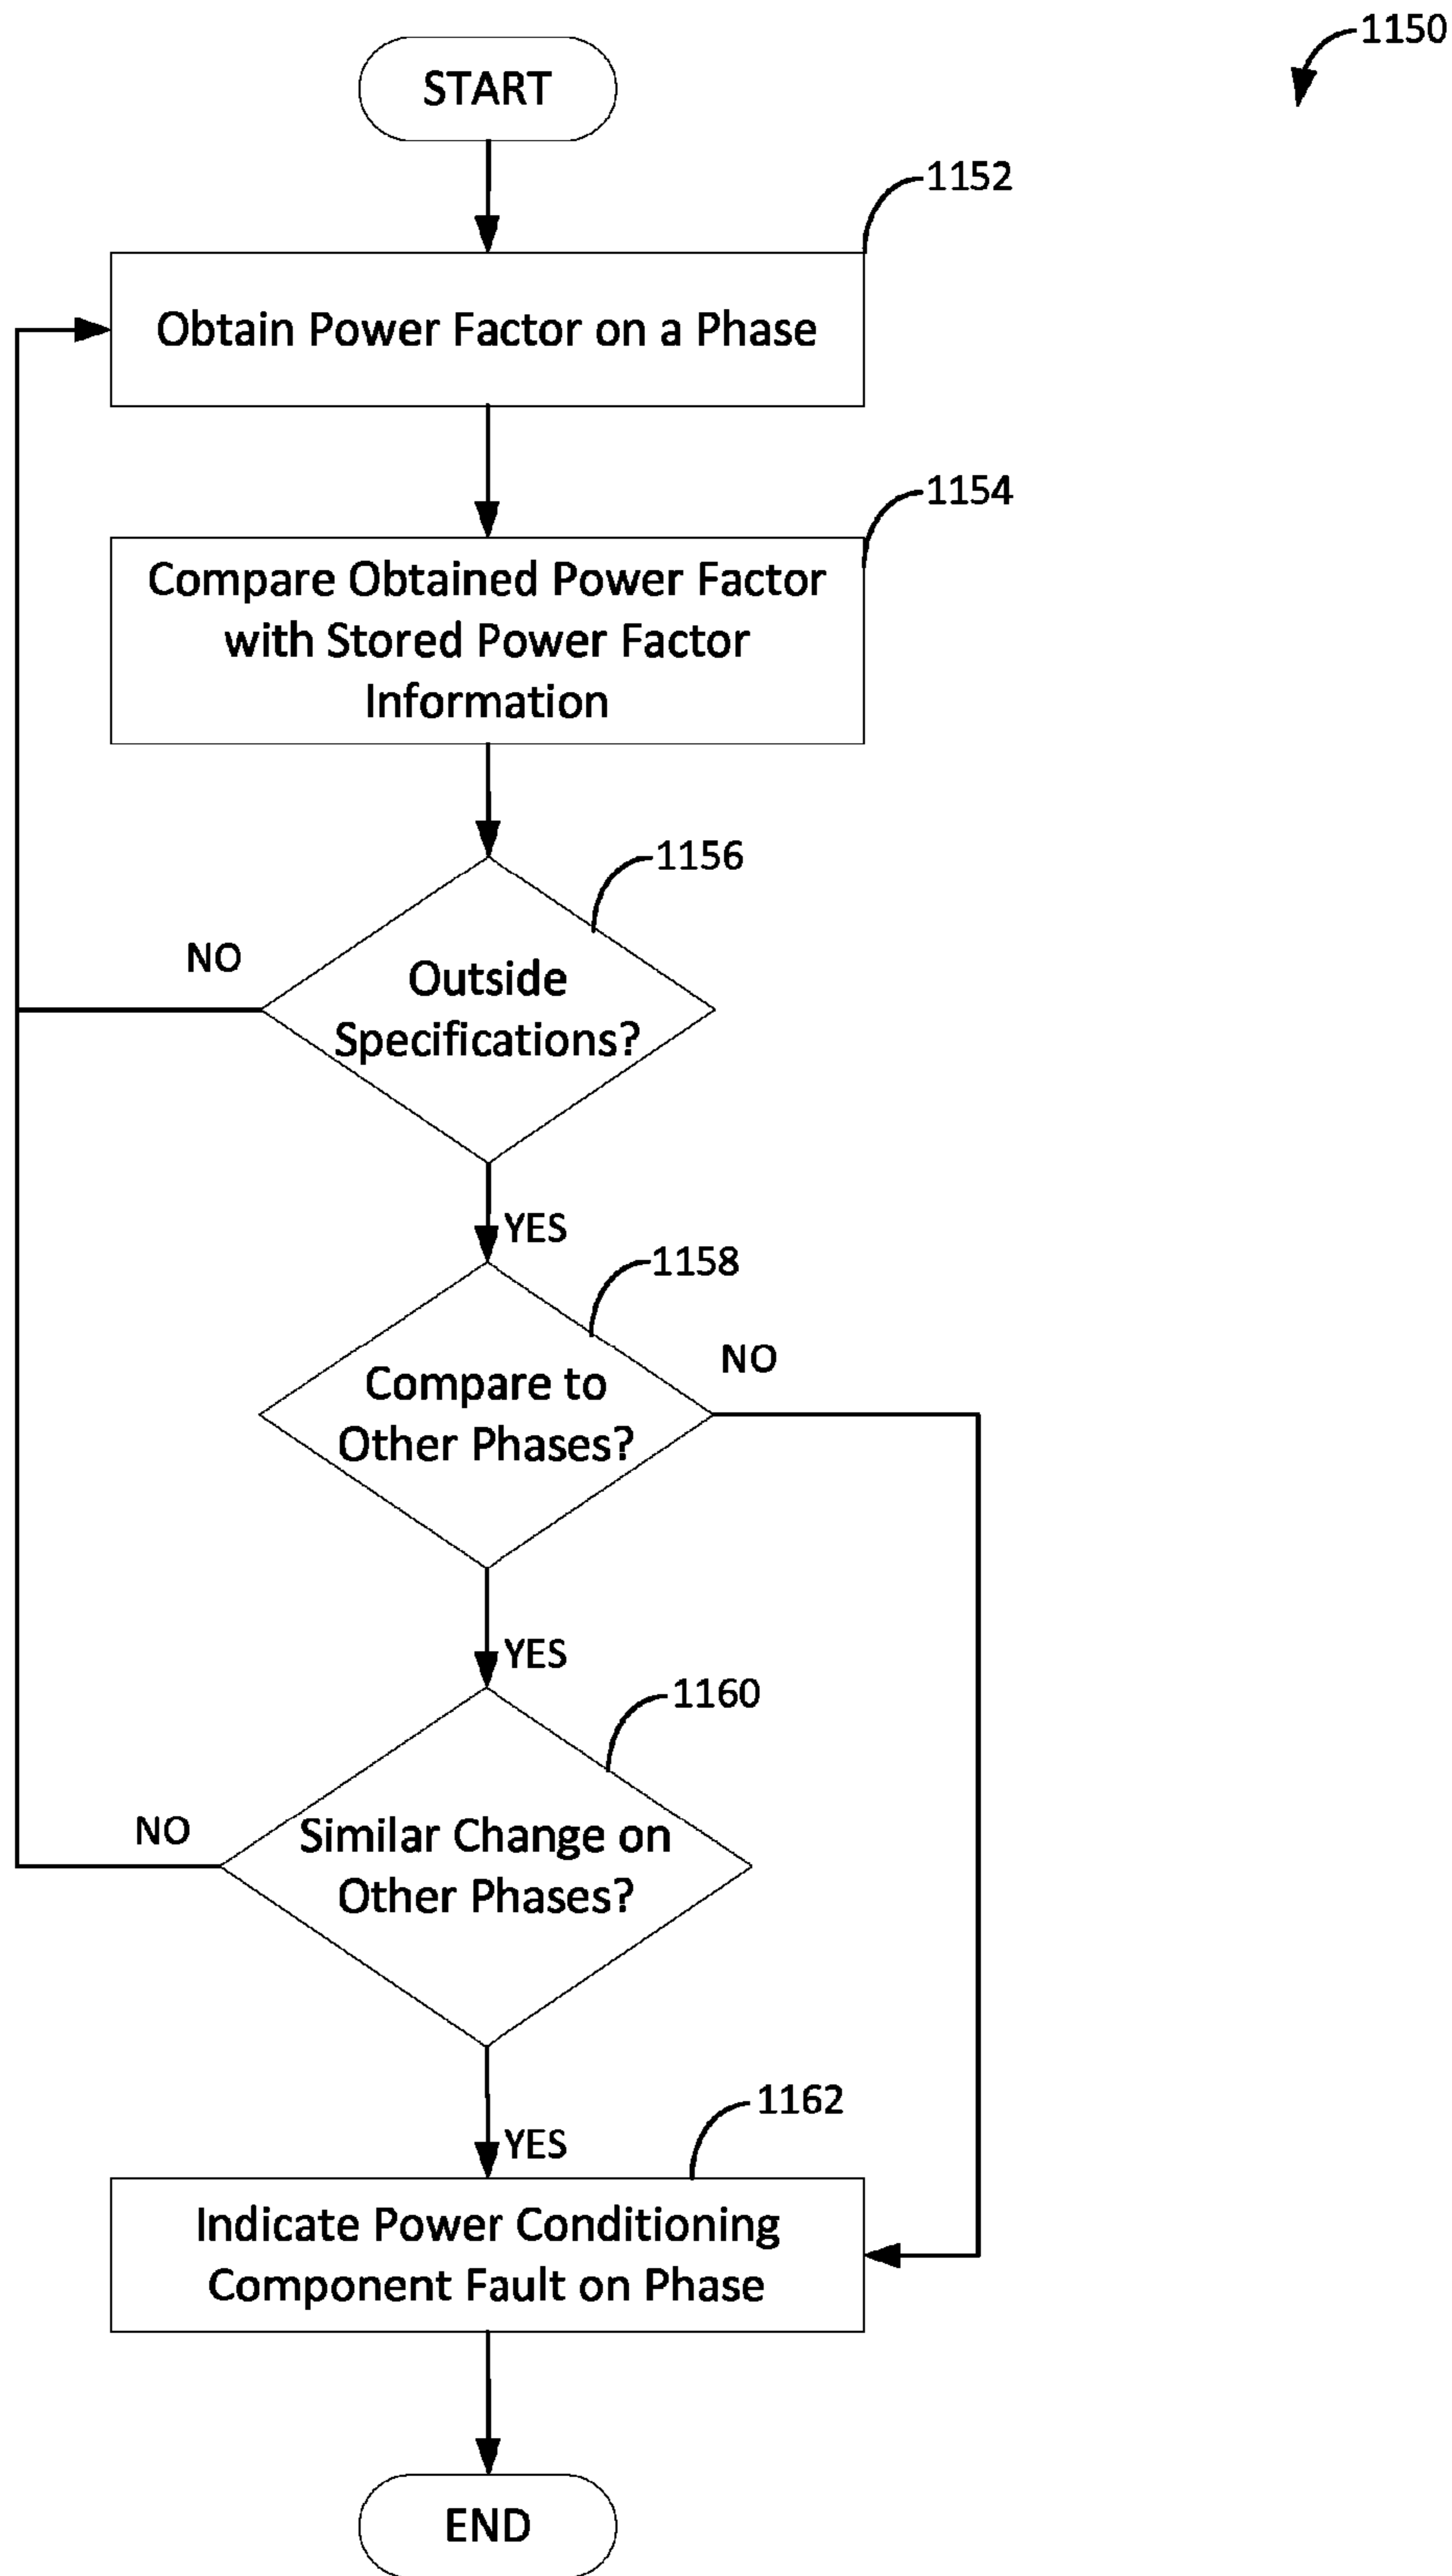 1150
START
1152
Obtain Power Factor on a Phase
1154
Compare Obtained Power Factor
with Stored Power Factor
Information
1156
NO
Outside
Specifications?
YES
1158
NO
Compare to
Other Phases?
YES
1160
NO
Similar Change on
Other Phases?
1162
YES
Indicate Power Conditioning
Component Fault on Phase
END